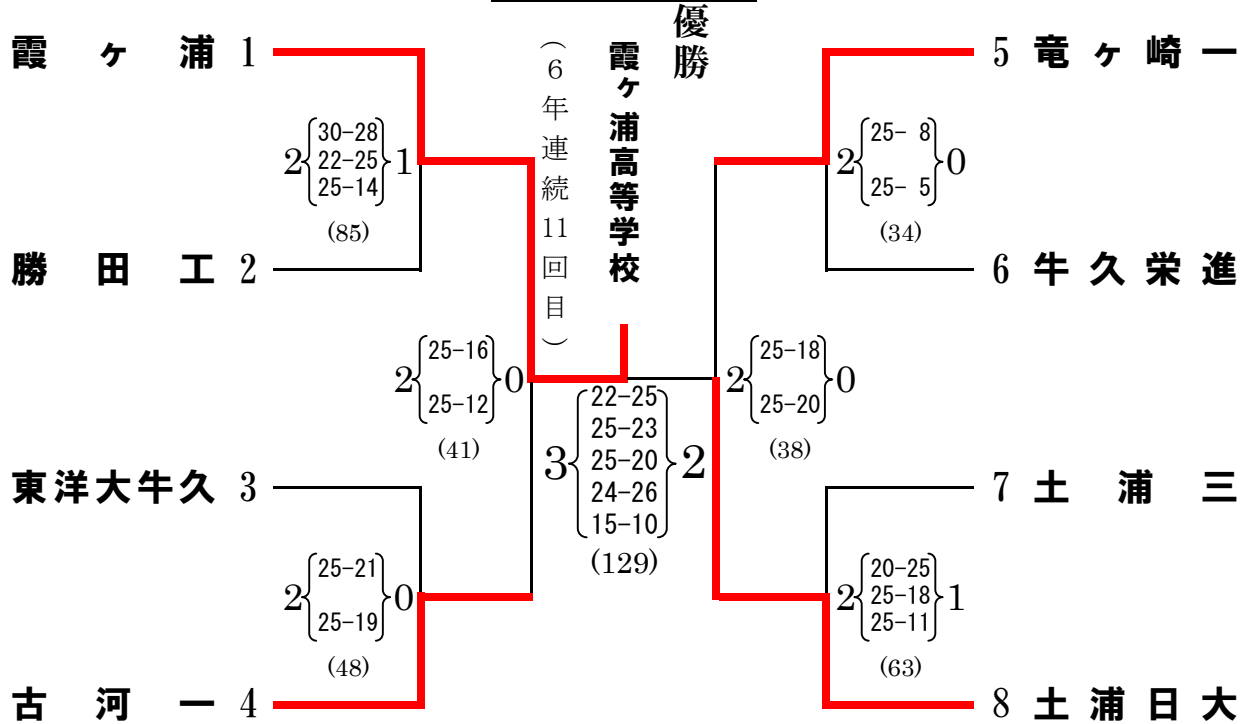 優勝
霞ヶ浦高等学校
（6年連続11回目）
霞ヶ浦 1
2 30-28 1
22-25
25-14
(85)
勝田工 2
2 25-16 0
25-12
(41)
東洋大牛久 3
2 25-21 0
25-19
(48)
古河一 4
3 22-25 2
25-23
25-20
24-26
15-10
(129)
5 竜ヶ崎一
2 25- 8 0
25- 5
(34)
6 牛久栄進
2 25-18 0
25-20
(38)
7 土浦三
2 20-25 1
25-18
25-11
(63)
8 土浦日大